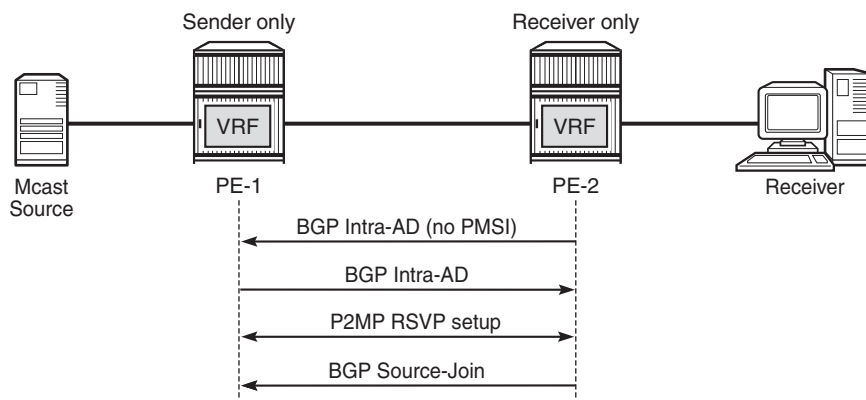 Sender only
Receiver only
VRF
VRF
Mcast
Source
PE-1
PE-2
Receiver
BGP Intra-AD (no PMSI)
BGP Intra-AD
P2MP RSVP setup
BGP Source-Join